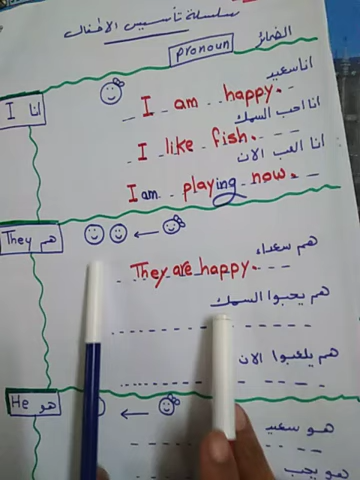 سلسلة تأسيس الاطفال
الضمائر
pronoun
انا سعيد
I انا
I am happy.
انا احب السمك
I like fish.
انا العب الان
I am playing now.
They هم
هم سعداء
They are happy.
هم يحبوا السمك
هم يلعبوا الان
He هو
هو سعيد
هو يحب